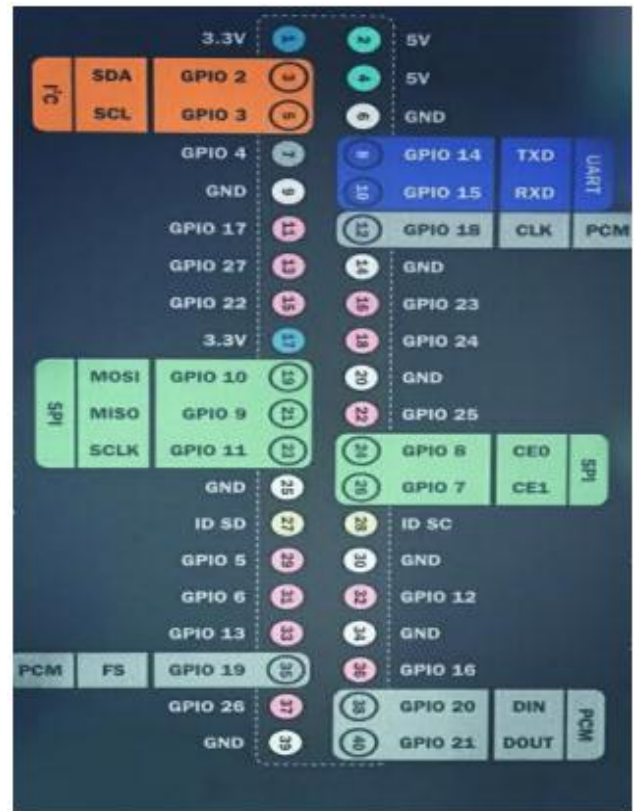 3.3V 1 2 5V
I²C SDA GPIO 2 3 4 5V
SCL GPIO 3 5 6 GND
GPIO 4 7 8 GPIO 14 TXD UART
GND 9 10 GPIO 15 RXD
GPIO 17 11 12 GPIO 18 CLK PCM
GPIO 27 13 14 GND
GPIO 22 15 16 GPIO 23
3.3V 17 18 GPIO 24
MOSI GPIO 10 19 20 GND
SPI MISO GPIO 9 21 22 GPIO 25
SCLK GPIO 11 23 24 GPIO 8 CE0 SPI
GND 25 26 GPIO 7 CE1
ID SD 27 28 ID SC
GPIO 5 29 30 GND
GPIO 6 31 32 GPIO 12
GPIO 13 33 34 GND
PCM FS GPIO 19 35 36 GPIO 16
GPIO 26 37 38 GPIO 20 DIN PCM
GND 39 40 GPIO 21 DOUT